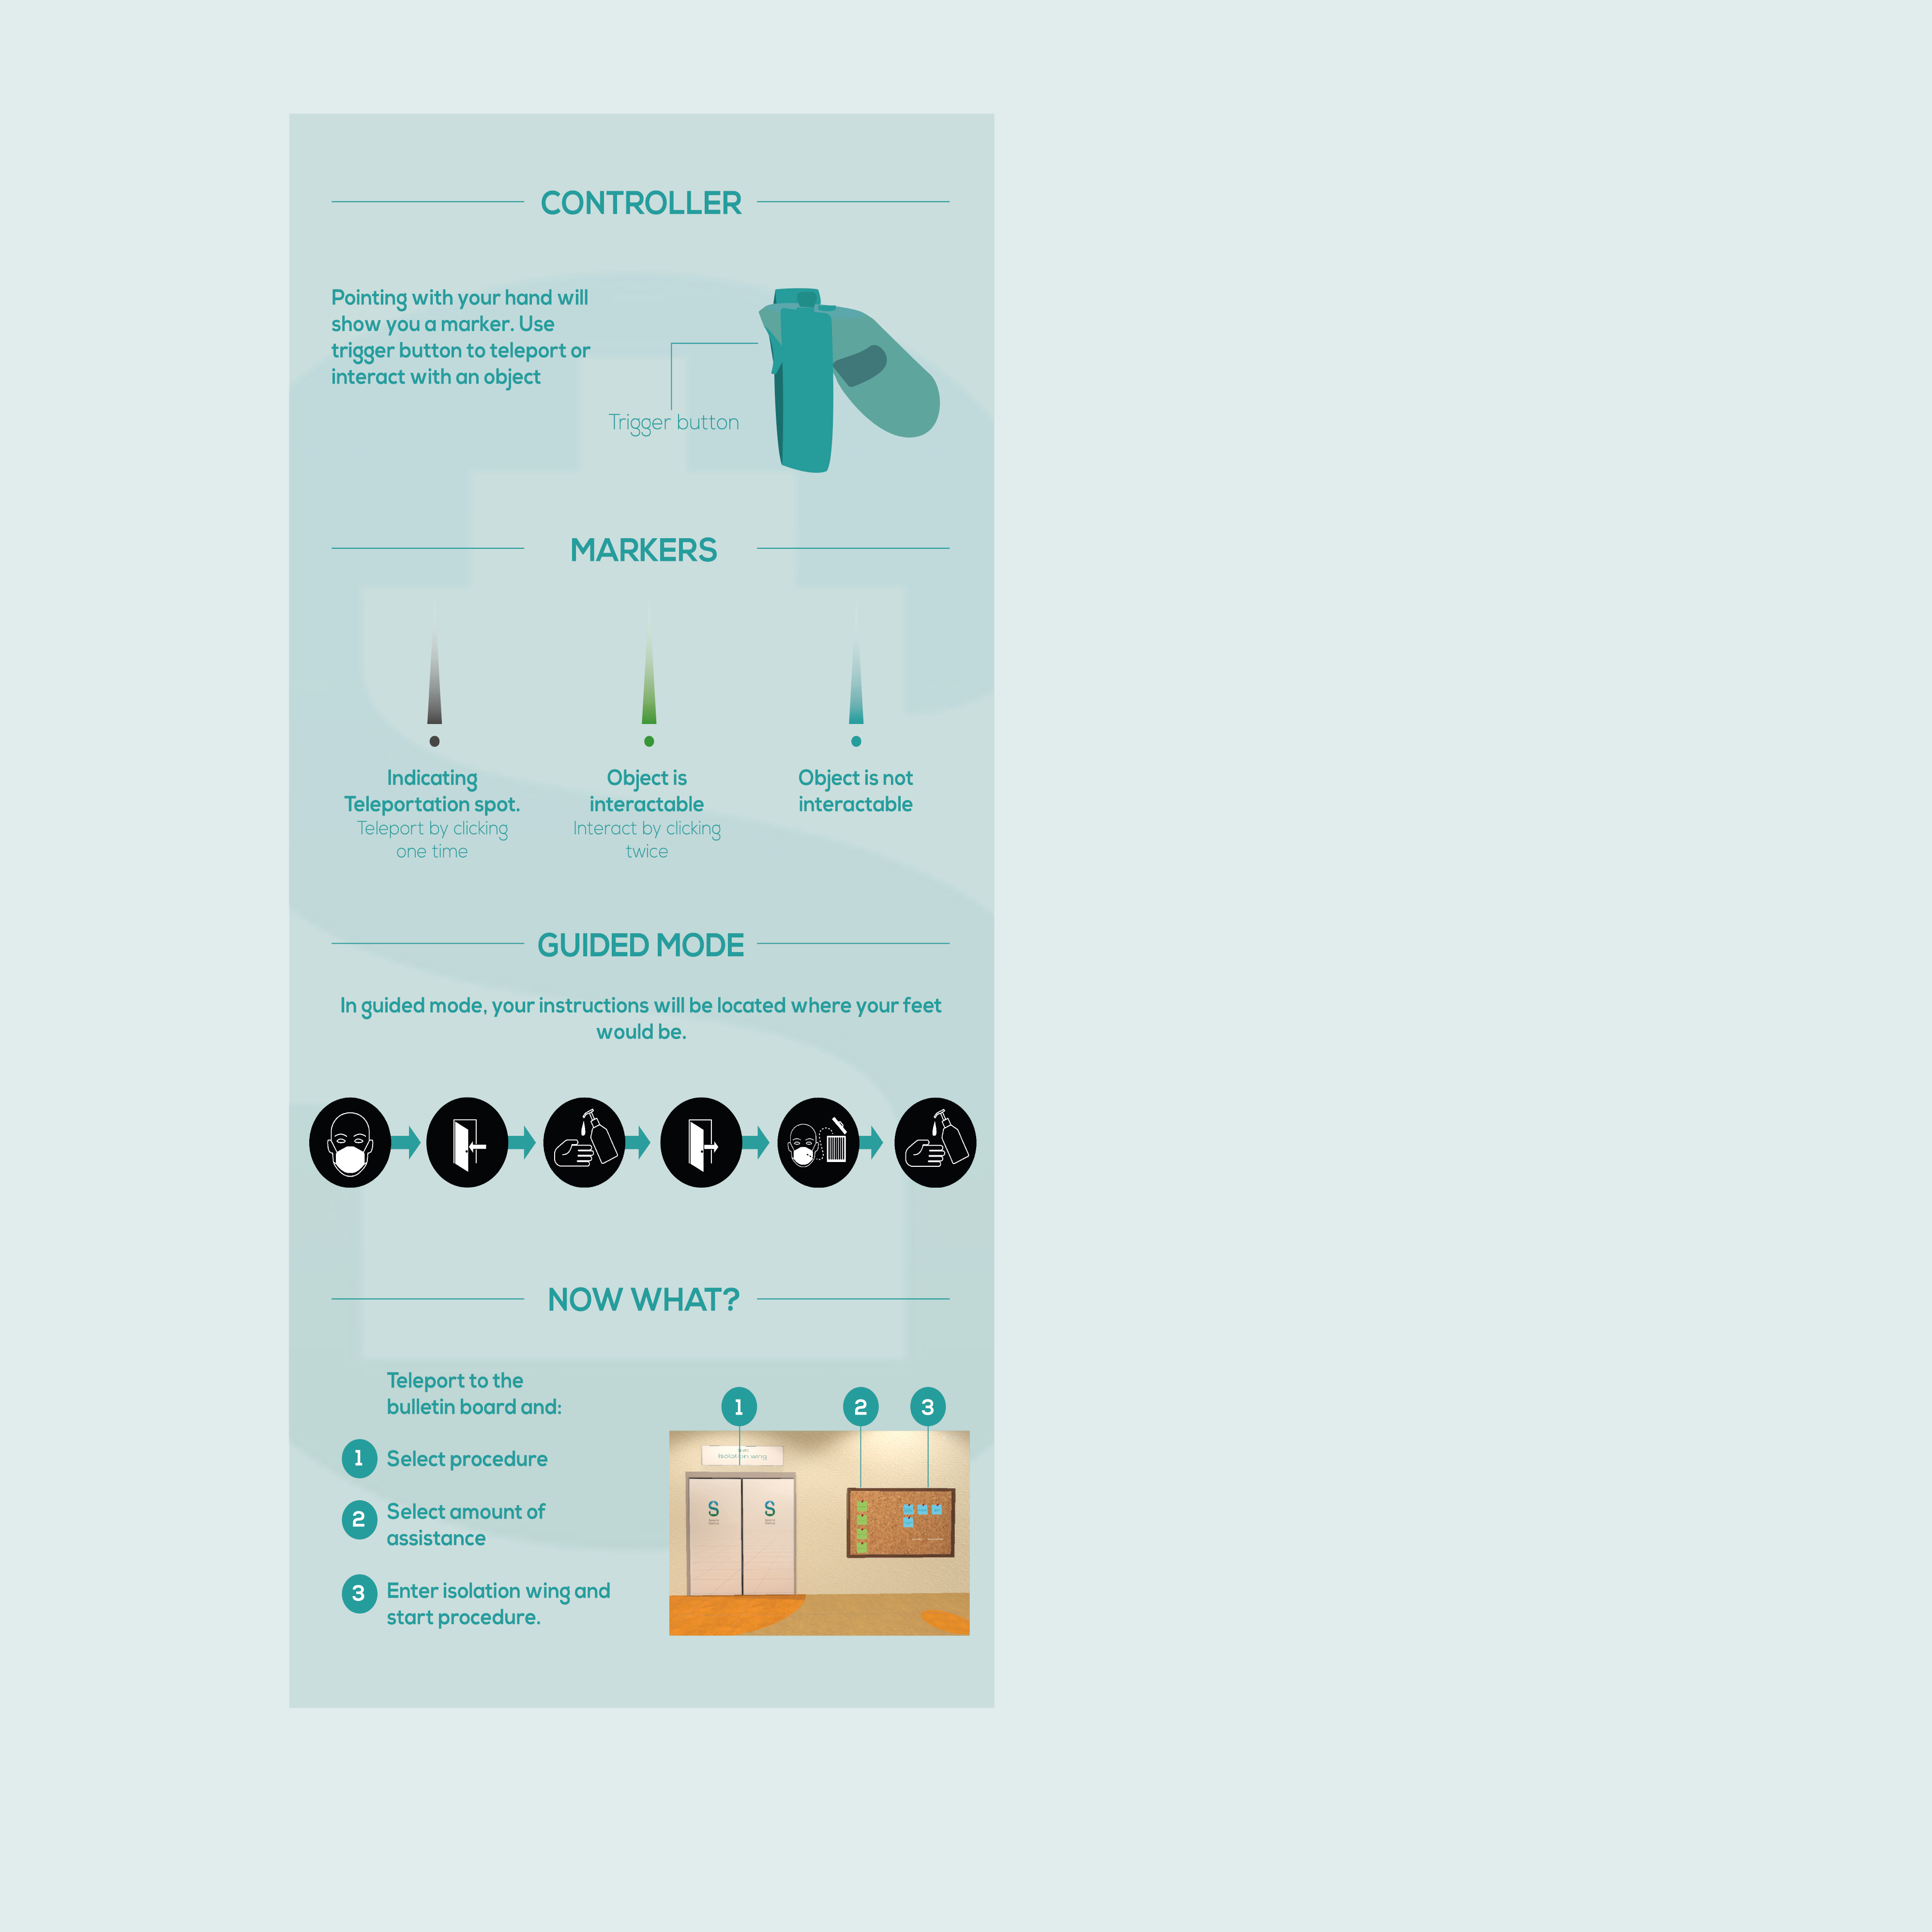 CONTROLLER
Pointing with your hand will
show you a marker. Use
trigger button to teleport or
interact with an object
Trigger button
MARKERS
Indicating
Teleportation spot.
Teleport by clicking
one time
Object is
interactable
Interact by clicking
twice
Object is not
interactable
GUIDED MODE
In guided mode, your instructions will be located where your feet
would be.
NOW WHAT?
Teleport to the
bulletin board and:
1 Select procedure
2 Select amount of
assistance
3 Enter isolation wing and
start procedure.
1 2 3
Isolation wing
S S